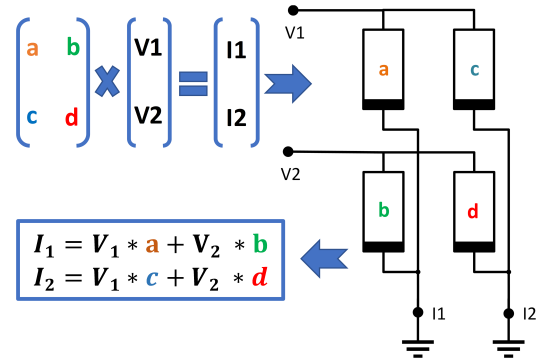 a b V1 I1
c d V2 I2
V1
a c
V2
b d
I1 I2
I₁ = V₁ * a + V₂ * b
I₂ = V₁ * c + V₂ * d